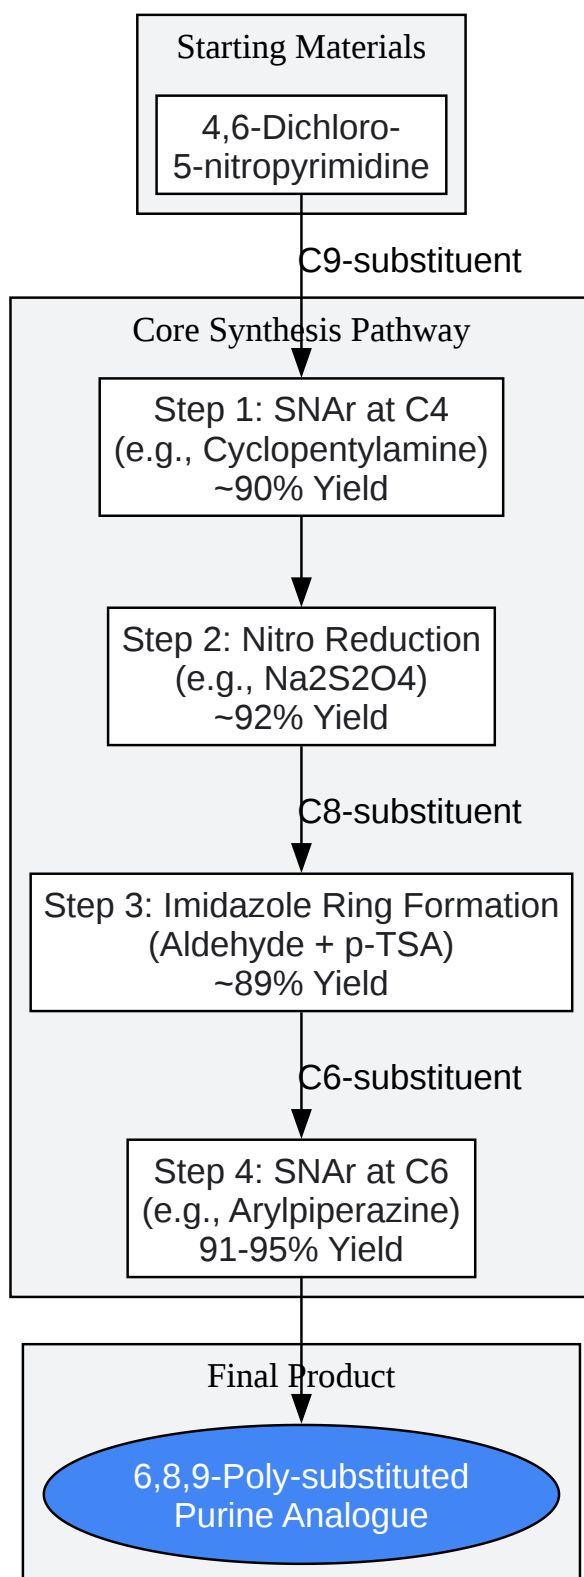 Starting Materials
4,6-Dichloro-
5-nitropyrimidine
C9-substituent
Core Synthesis Pathway
Step 1: SNAr at C4
(e.g., Cyclopentylamine)
~90% Yield
Step 2: Nitro Reduction
(e.g., Na2S2O4)
~92% Yield
C8-substituent
Step 3: Imidazole Ring Formation
(Aldehyde + p-TSA)
~89% Yield
C6-substituent
Step 4: SNAr at C6
(e.g., Arylpiperazine)
91-95% Yield
Final Product
6,8,9-Poly-substituted
Purine Analogue